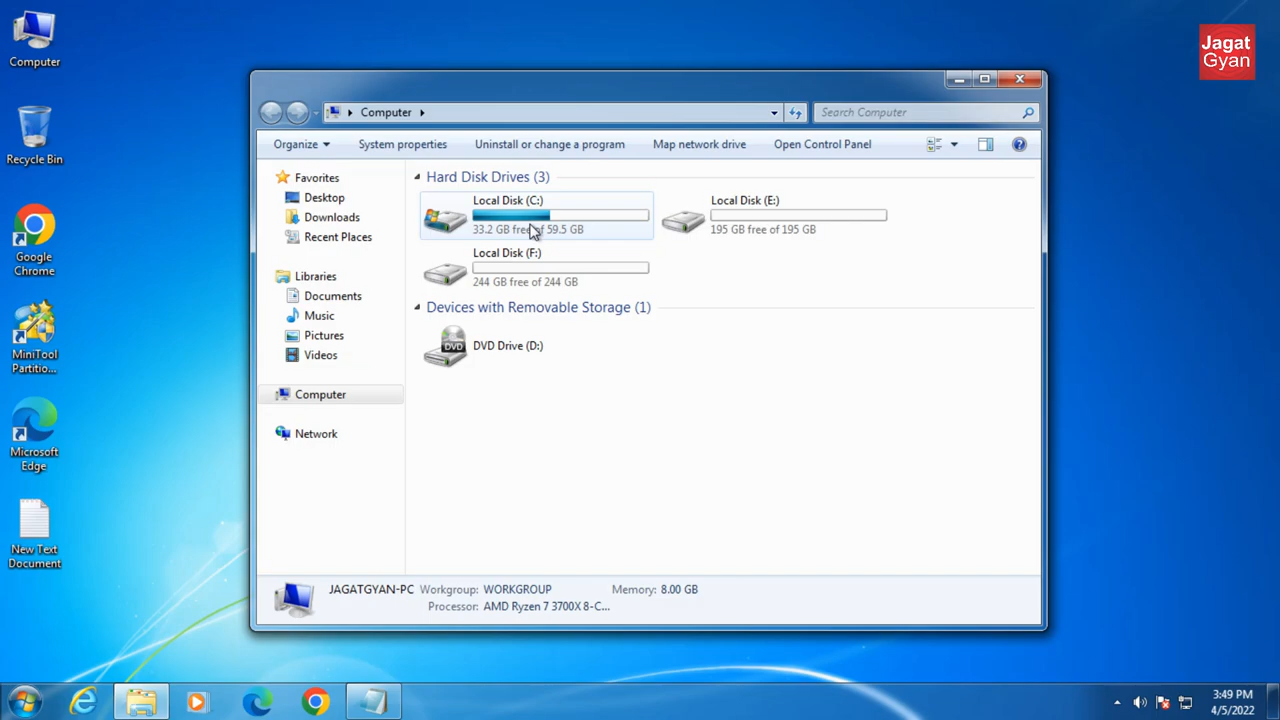 Computer
Recycle Bin
Google
Chrome
MiniTool
Partitio...
Microsoft
Edge
New Text
Document
Jagat
Gyan
Computer
Search Computer
Organize
System properties
Uninstall or change a program
Map network drive
Open Control Panel
Favorites
Desktop
Downloads
Recent Places
Libraries
Documents
Music
Pictures
Videos
Computer
Network
Hard Disk Drives (3)
Local Disk (C:)
33.2 GB free of 59.5 GB
Local Disk (E:)
195 GB free of 195 GB
Local Disk (F:)
244 GB free of 244 GB
Devices with Removable Storage (1)
DVD
DVD Drive (D:)
JAGATGYAN-PC Workgroup: WORKGROUP Memory: 8.00 GB
Processor: AMD Ryzen 7 3700X 8-C...
3:49 PM
4/5/2022